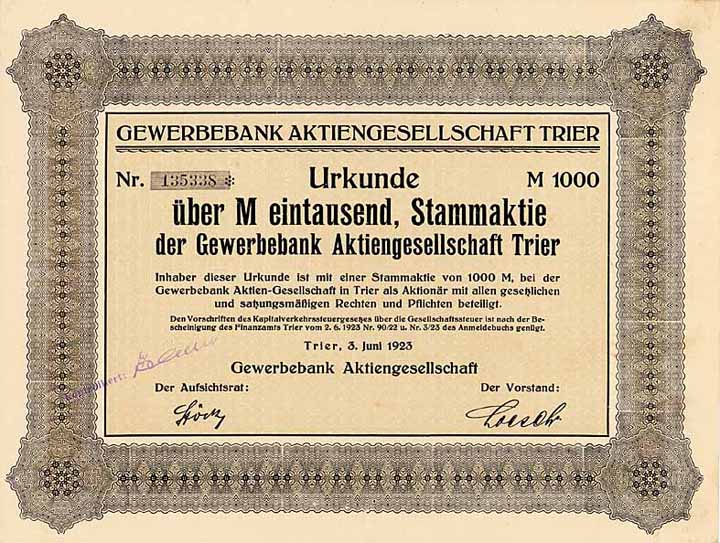 GEWERBEBANK AKTIENGESELLSCHAFT TRIER
Nr. 135338 Urkunde M 1000
über M eintausend, Stammaktie
der Gewerbebank Aktiengesellschaft Trier
Inhaber dieser Urkunde ist mit einer Stammaktie von 1000 M, bei der
Gewerbebank Aktien-Gesellschaft in Trier als Aktionär mit allen gesetzlichen
und satzungsmäßigen Rechten und Pflichten beteiligt.
Den Vorschriften des Kapitalverkehrssteuergesetzes über die Gesellschaftssteuer ist nach der Be-
scheinigung des Finanzamts Trier vom 2. 6. 1923 Nr. 90/22 u. Nr. 3/23 des Anmeldebuchs genügt.
Trier, 3. Juni 1923
Gewerbebank Aktiengesellschaft
Kontrolliert:
Der Aufsichtsrat: Der Vorstand:
Loesch